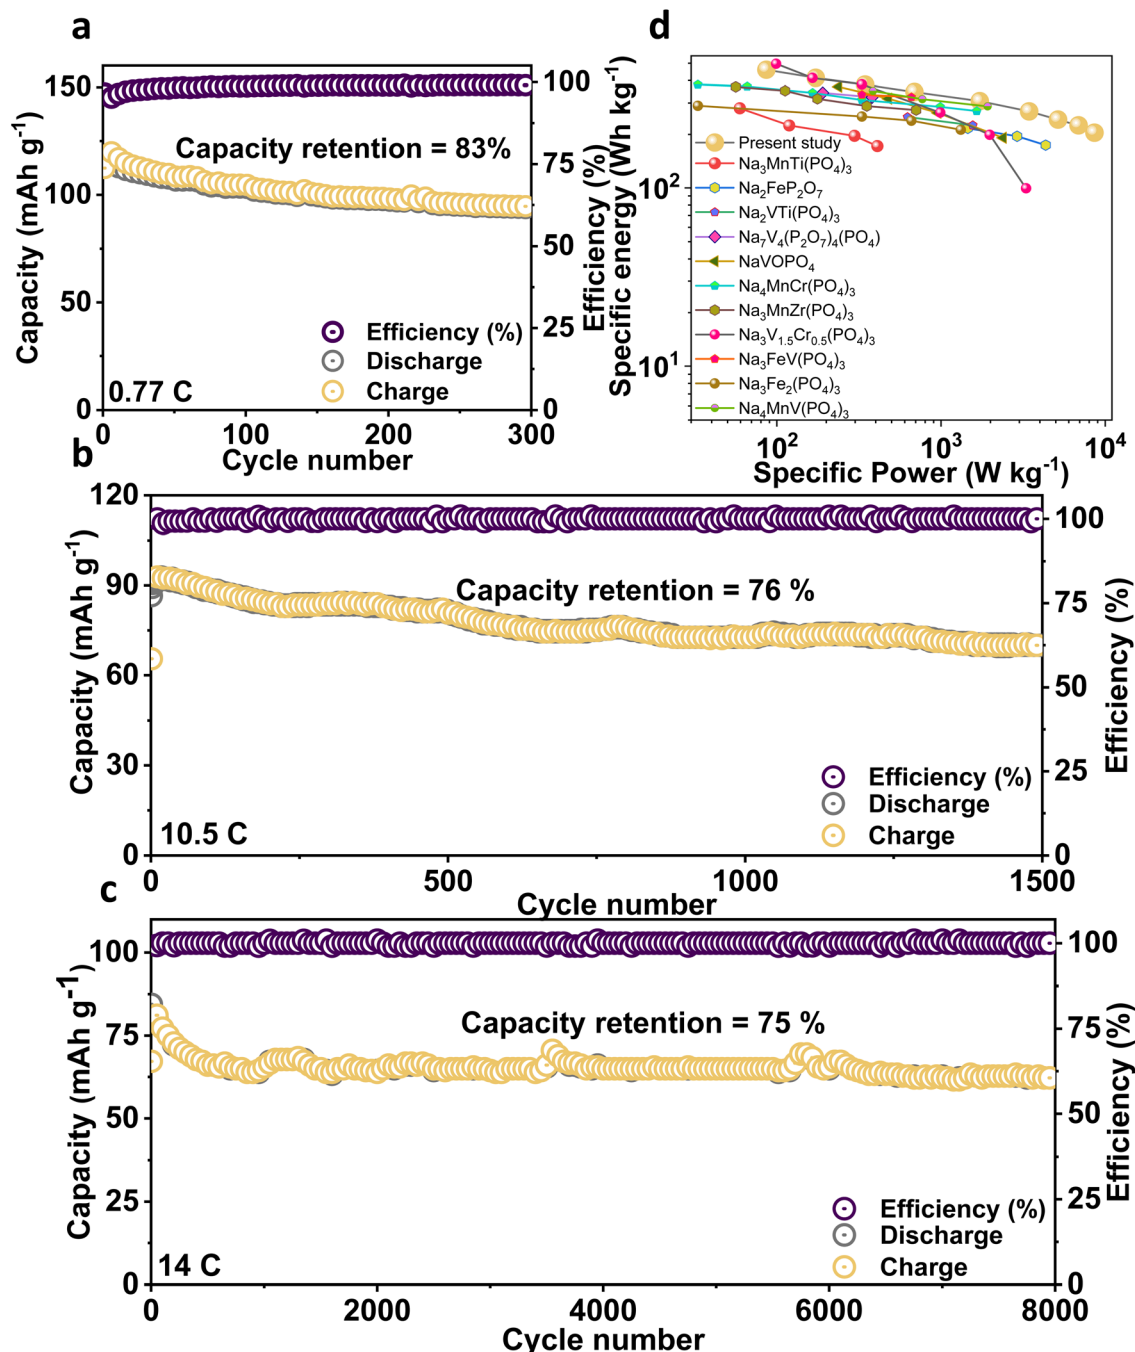 a
Capacity (mAh g⁻¹)
150
100
50
0
100
75
50
25
0
Efficiency (%)
Capacity retention = 83%
Efficiency (%)
Discharge
Charge
0.77 C
0
100
200
300
Cycle number
d
Specific energy (Wh kg⁻¹)
10²
10¹
Present study
Na₃MnTi(PO₄)₃
Na₂FeP₂O₇
Na₂VTi(PO₄)₃
Na₇V₄(P₂O₇)₄(PO₄)
NaVOPO₄
Na₄MnCr(PO₄)₃
Na₃MnZr(PO₄)₃
Na₃V₁.₅Cr₀.₅(PO₄)₃
Na₃FeV(PO₄)₃
Na₃Fe₂(PO₄)₃
Na₄MnV(PO₄)₃
10²
10³
10⁴
Specific Power (W kg⁻¹)
b
Capacity (mAh g⁻¹)
120
90
60
30
0
100
75
50
25
0
Efficiency (%)
Capacity retention = 76 %
Efficiency (%)
Discharge
Charge
10.5 C
0
500
1000
1500
Cycle number
c
Capacity (mAh g⁻¹)
100
75
50
25
0
100
75
50
25
0
Efficiency (%)
Capacity retention = 75 %
Efficiency (%)
Discharge
Charge
14 C
0
2000
4000
6000
8000
Cycle number